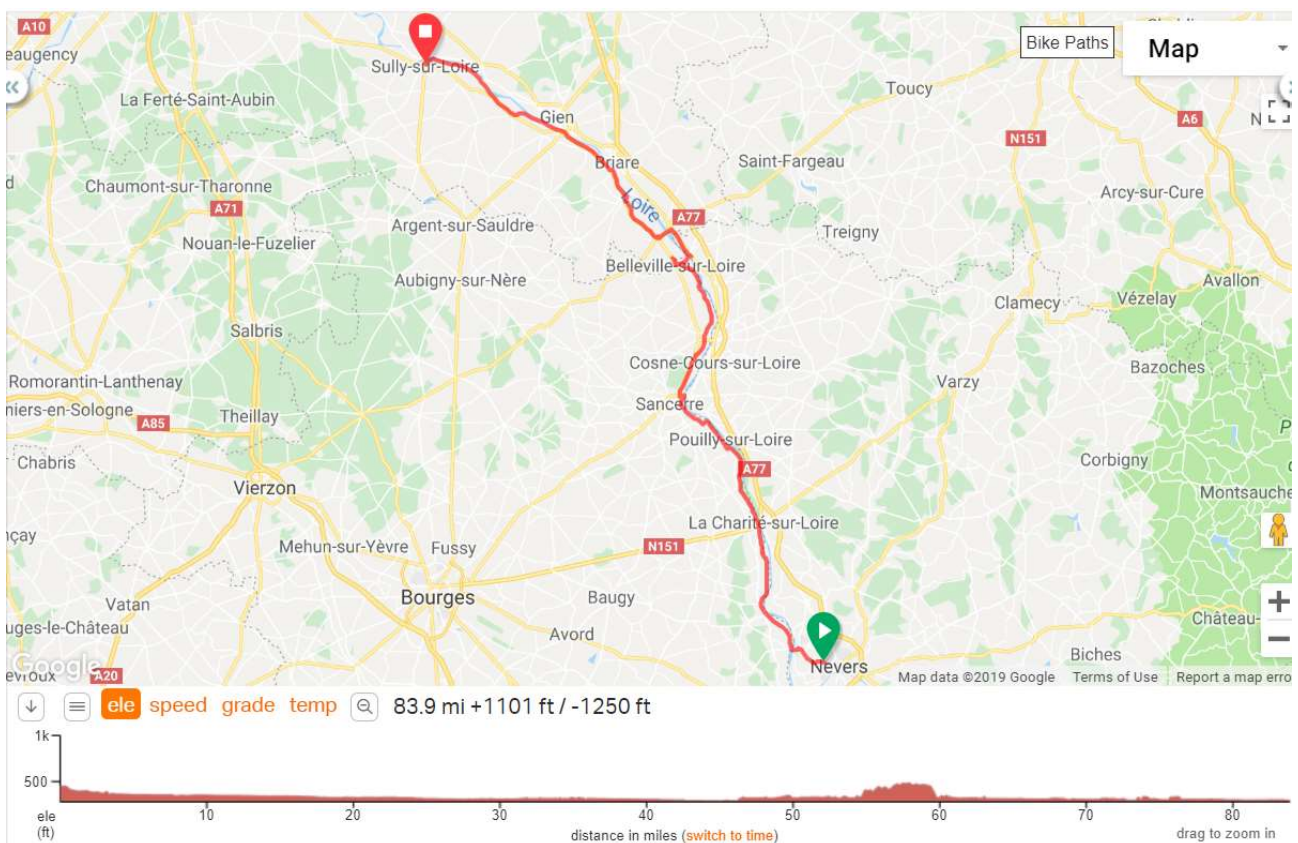 A10
Bike Paths
Map
eaugency
Sully-sur-Loire
«
Toucy
La Ferté-Saint-Aubin
Gien
A6
N151
Briare
Saint-Fargeau
Chaumont-sur-Tharonne
Arcy-sur-Cure
Loire
A71
A77
Argent-sur-Sauldre
Treigny
Nouan-le-Fuzelier
Belleville-sur-Loire
Aubigny-sur-Nère
Avallon
Vézelay
Clamecy
Salbris
Cosne-Cours-sur-Loire
Bazoches
Romorantin-Lanthenay
Varzy
Sancerre
niers-en-Sologne
Theillay
A85
Pouilly-sur-Loire
Chabris
A77
Corbigny
Vierzon
Montsauche
La Charité-sur-Loire
Mehun-sur-Yèvre
Fussy
N151
Bourges
Baugy
Vatan
+
Avord
Château-
uges-le-Château
−
Biches
Google
Nevers
evroux
A20
Map data ©2019 Google
Terms of Use
Report a map erro
ele speed grade temp
83.9 mi +1101 ft / -1250 ft
1k
500
ele
(ft)
10 20 30 40 50 60 70 80
distance in miles (switch to time)
drag to zoom in